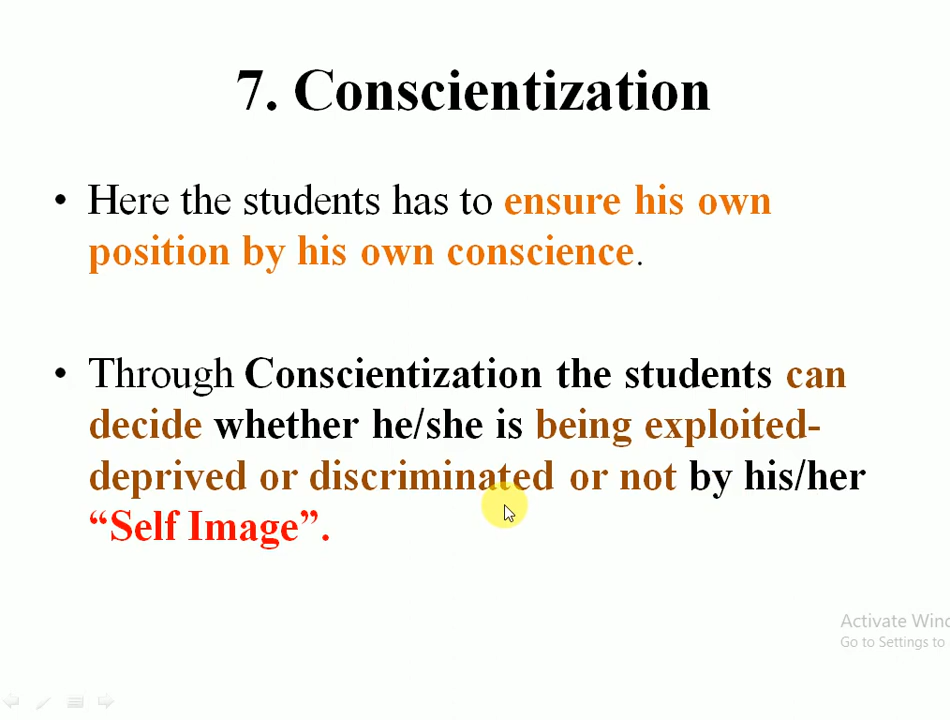 7. Conscientization
• Here the students has to ensure his own
position by his own conscience.
• Through Conscientization the students can
decide whether he/she is being exploited-
deprived or discriminated or not by his/her
“Self Image”.
Activate Winc
Go to Settings to